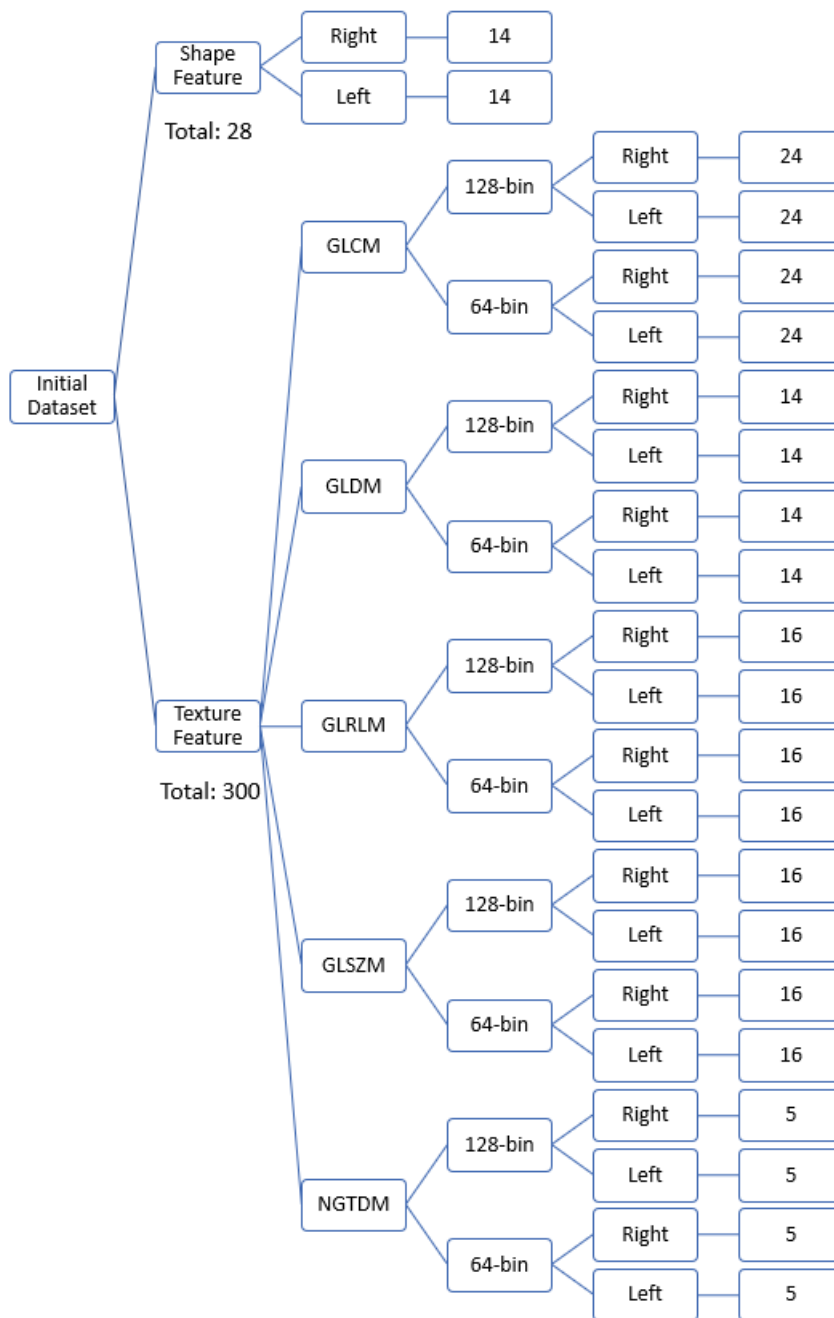 Right
14
Shape
Feature
Left
14
Total: 28
Right
24
128-bin
Left
24
GLCM
Right
24
64-bin
Left
24
Initial
Dataset
Right
14
128-bin
Left
14
GLDM
Right
14
64-bin
Left
14
Right
16
128-bin
Left
16
Texture
Feature
GLRLM
Right
16
Total: 300
64-bin
Left
16
Right
16
128-bin
Left
16
GLSZM
Right
16
64-bin
Left
16
Right
5
128-bin
Left
5
NGTDM
Right
5
64-bin
Left
5